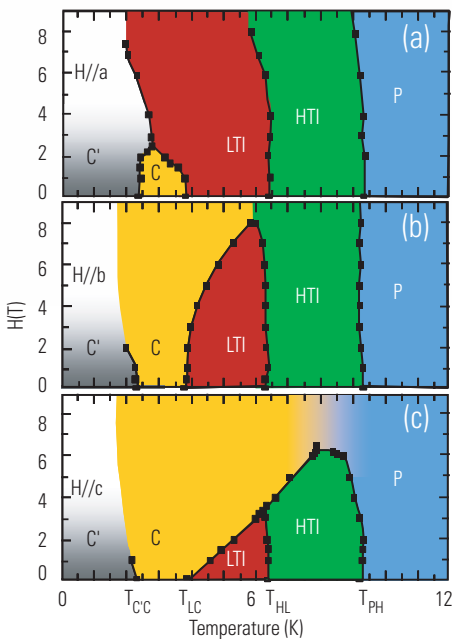 8
(a)
H//a
6
P
HTI
4
LTI
2
C'
C
0
8
(b)
6
H//b
P
H(T)
4
HTI
2
C'
C
LTI
0
8
(c)
6
H//c
P
4
HTI
2
C'
C
LTI
0
0 T_C'C T_LC 6 T_HL T_PH 12
Temperature (K)